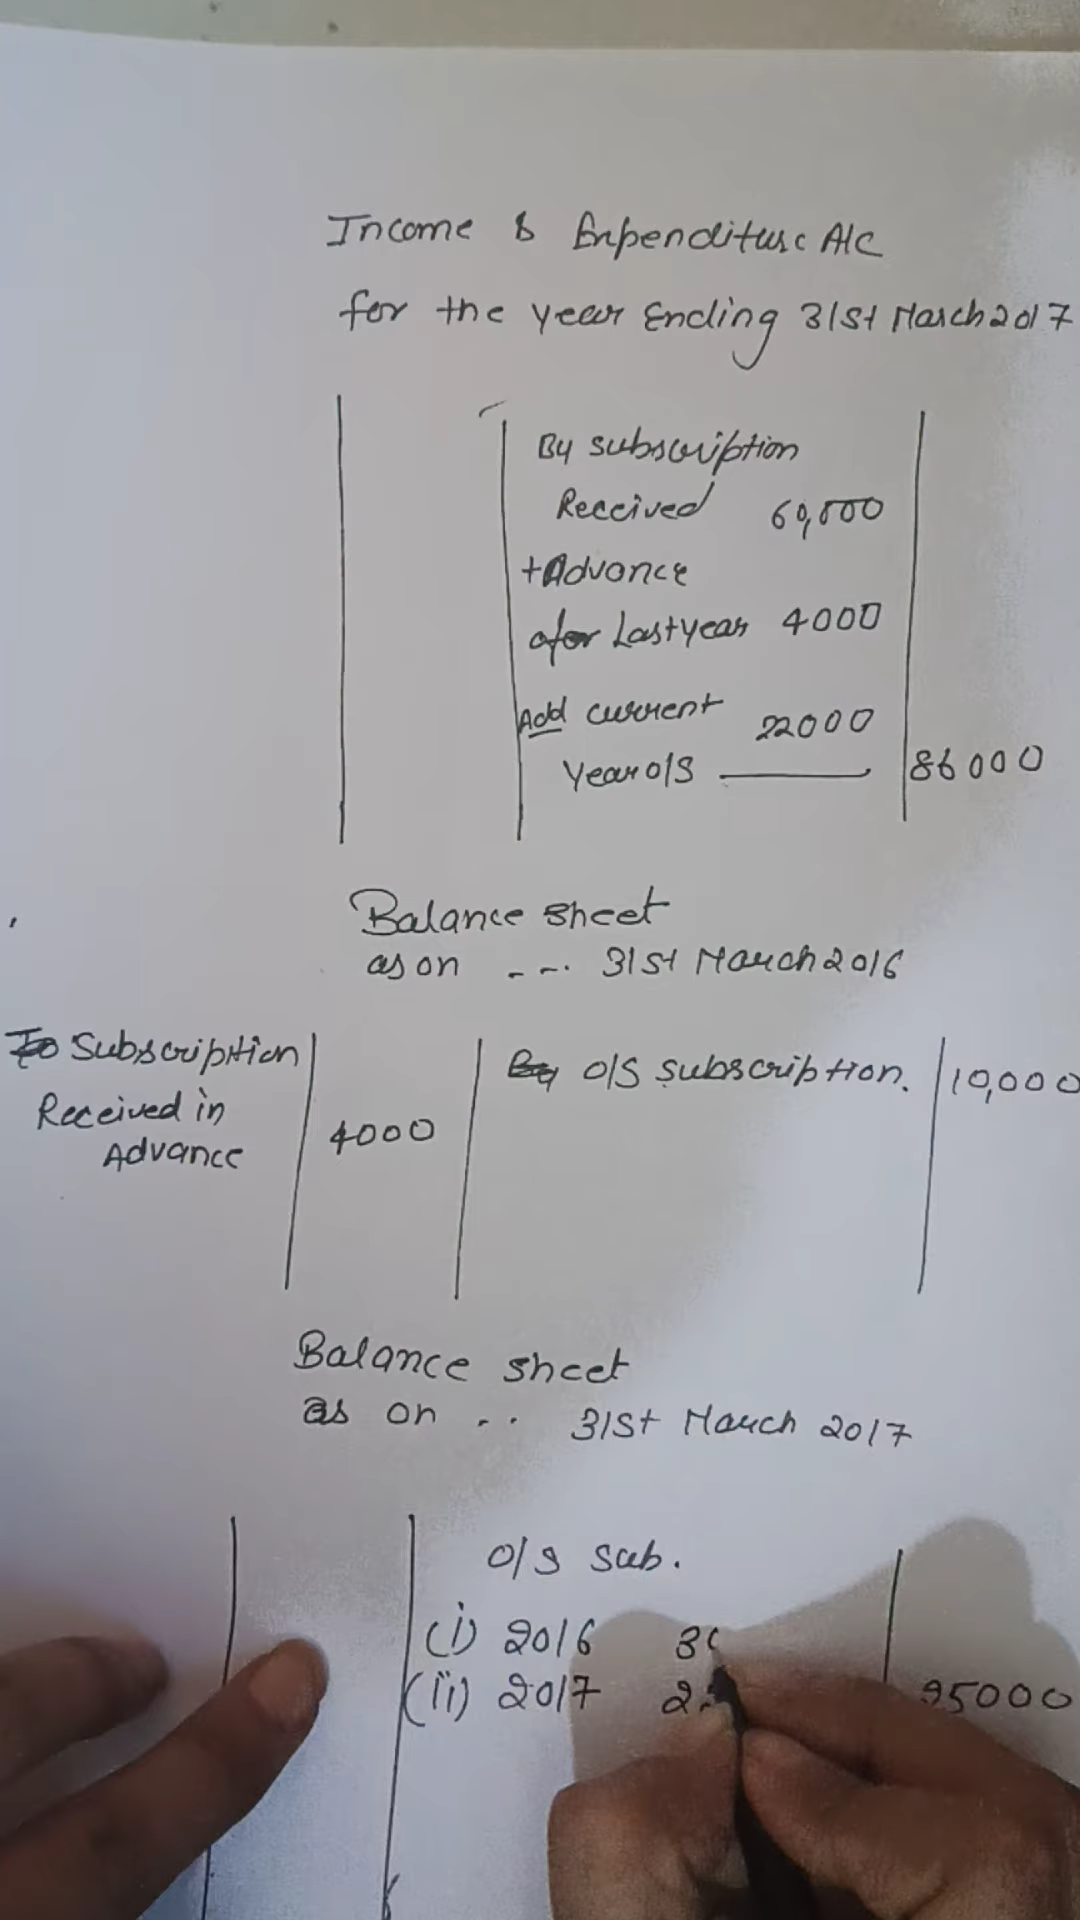 Income & Expenditure A/C
for the year Ending 31st March 2017
By subscription
Received 60,000
+Advance
for Last year 4000
Add current 22000
Year o/s 86000
Balance sheet
as on --. 31st March 2016
Subscription
Received in
Advance 4000
O/S subscription. 10,000
Balance sheet
as on .. 31st March 2017
O/S sub.
(i) 2016
(ii) 2017 25000